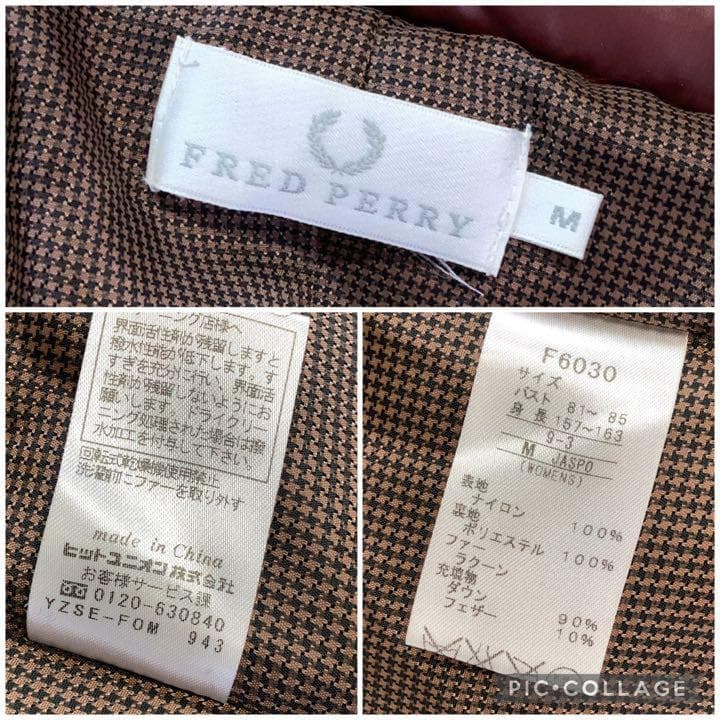 FRED PERRY
M
ーニング店様へ
界面活性剤が残留しますと
撥水性能が低下します。す
すぎを充分に行い、界面活
性剤が残留しないようにお
願いします。ドライクリー
ニング処理された場合は撥
水加工を付与して下さい。
回転式乾燥機使用禁止
洗濯前ニファーを取り外す
made in China
ヒットユニオン株式会社
お客様サービス課
0120-630840
YZSE-FOM 943
F6030
サイズ
バスト 81~ 85
身 長 157~163
9-3
M JASPO
(WOMENS)
表地
ナイロン 100%
裏地
ポリエステル 100%
ファー
ラクーン
充填物
ダウン 90%
フェザー 10%
PIC•COLLAGE